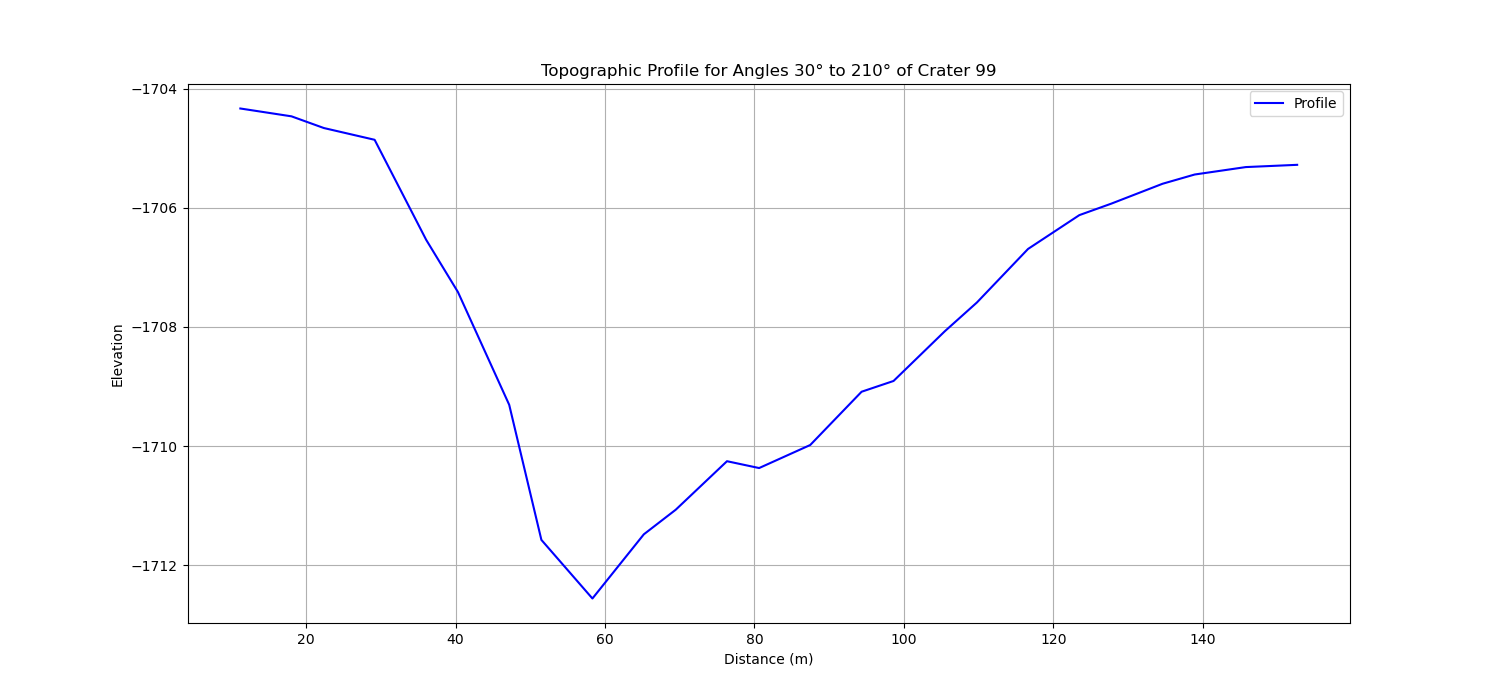 Topographic Profile for Angles 30° to 210° of Crater 99
Profile
−1704
−1706
−1708
−1710
−1712
Elevation
20 40 60 80 100 120 140
Distance (m)